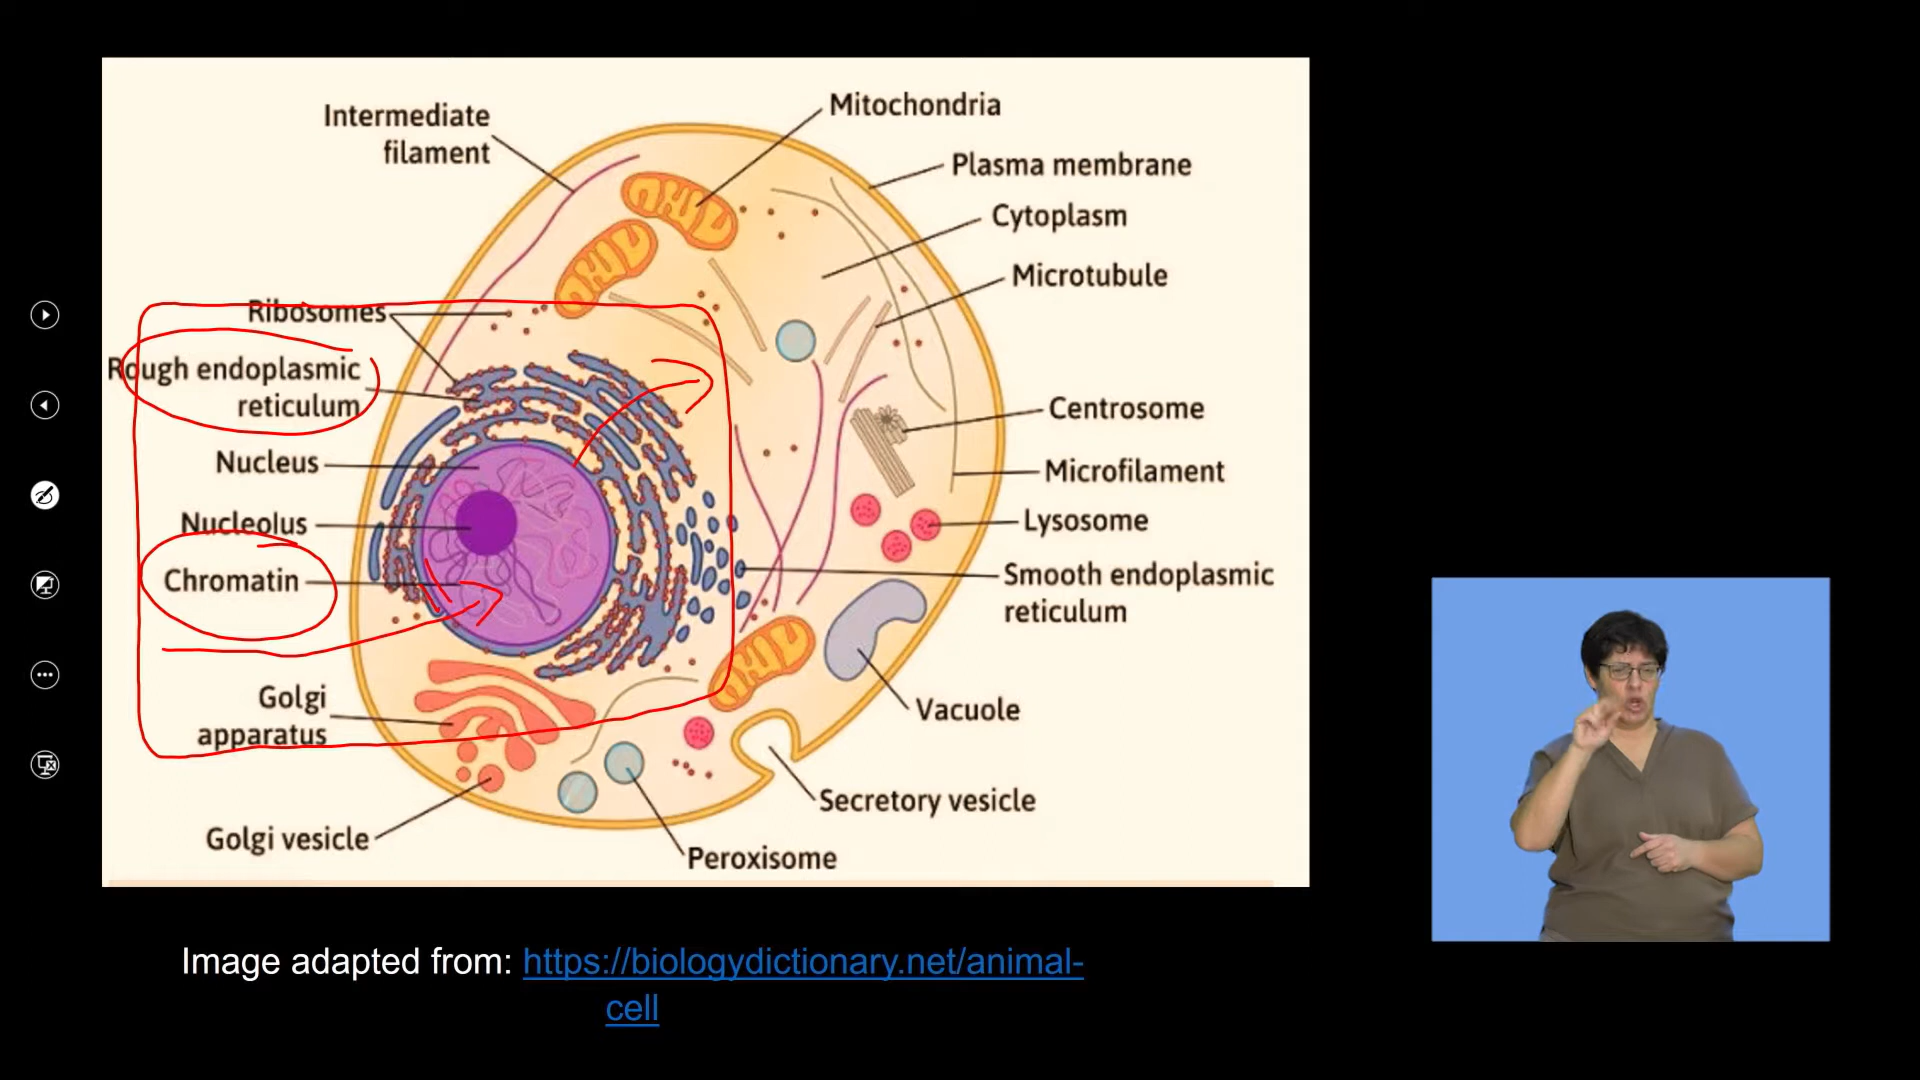 Intermediate
filament
Mitochondria
Plasma membrane
Cytoplasm
Microtubule
Ribosomes
Rough endoplasmic
reticulum
Nucleus
Nucleolus
Chromatin
Centrosome
Microfilament
Lysosome
Smooth endoplasmic
reticulum
Golgi
apparatus
Vacuole
Secretory vesicle
Golgi vesicle
Peroxisome
Image adapted from: https://biologydictionary.net/animal-
cell